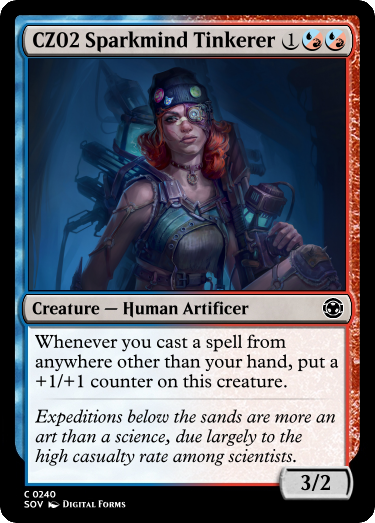 CZO2 Sparkmind Tinkerer 1
Creature — Human Artificer
Whenever you cast a spell from
anywhere other than your hand, put a
+1/+1 counter on this creature.
Expeditions below the sands are more an
art than a science, due largely to the
high casualty rate among scientists.
3/2
C 0240
SOV Digital Forms